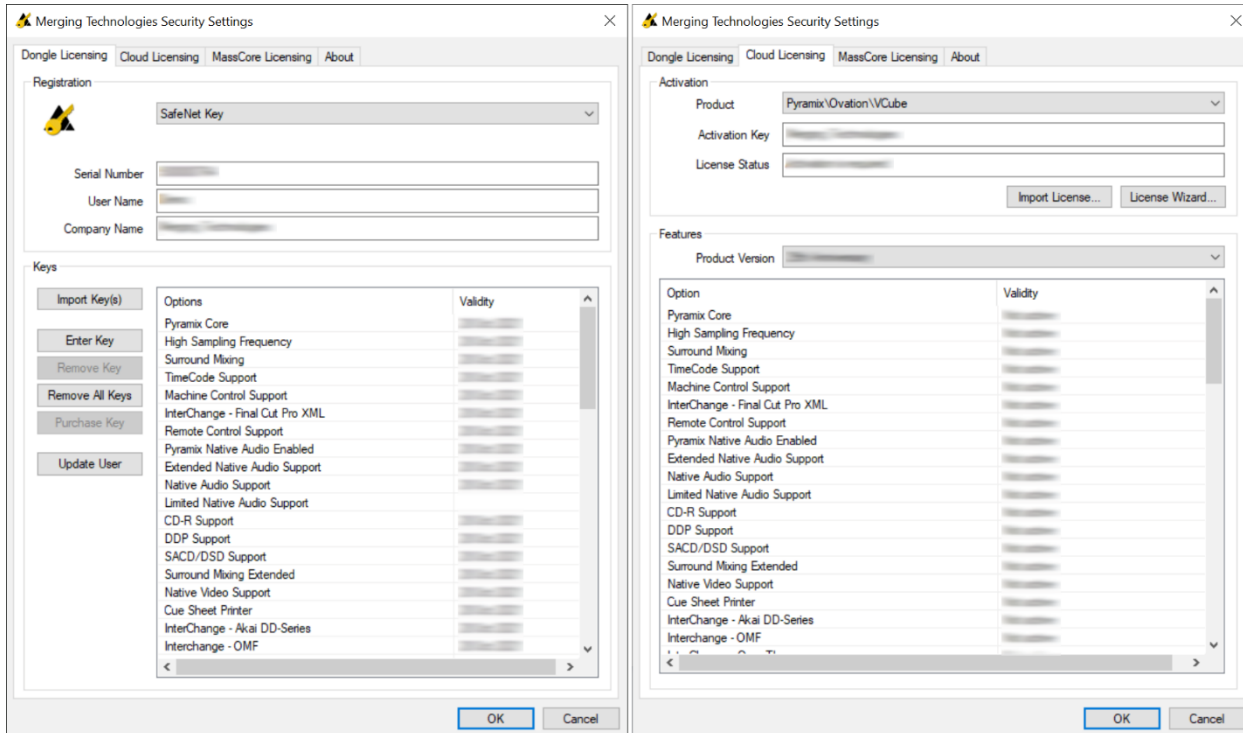 Merging Technologies Security Settings
Dongle Licensing Cloud Licensing MassCore Licensing About
Registration
SafeNet Key
Serial Number
User Name
Company Name
Keys
Import Key(s)
Enter Key
Remove Key
Remove All Keys
Purchase Key
Update User
Options Validity
Pyramix Core
High Sampling Frequency
Surround Mixing
TimeCode Support
Machine Control Support
InterChange - Final Cut Pro XML
Remote Control Support
Pyramix Native Audio Enabled
Extended Native Audio Support
Native Audio Support
Limited Native Audio Support
CD-R Support
DDP Support
SACD/DSD Support
Surround Mixing Extended
Native Video Support
Cue Sheet Printer
InterChange - Akai DD-Series
Interchange - OMF
OK Cancel
Merging Technologies Security Settings
Dongle Licensing Cloud Licensing MassCore Licensing About
Activation
Product Pyramix\Ovation\VCube
Activation Key
License Status
Import License... License Wizard...
Features
Product Version
Option Validity
Pyramix Core
High Sampling Frequency
Surround Mixing
TimeCode Support
Machine Control Support
InterChange - Final Cut Pro XML
Remote Control Support
Pyramix Native Audio Enabled
Extended Native Audio Support
Native Audio Support
Limited Native Audio Support
CD-R Support
DDP Support
SACD/DSD Support
Surround Mixing Extended
Native Video Support
Cue Sheet Printer
InterChange - Akai DD-Series
Interchange - OMF
OK Cancel